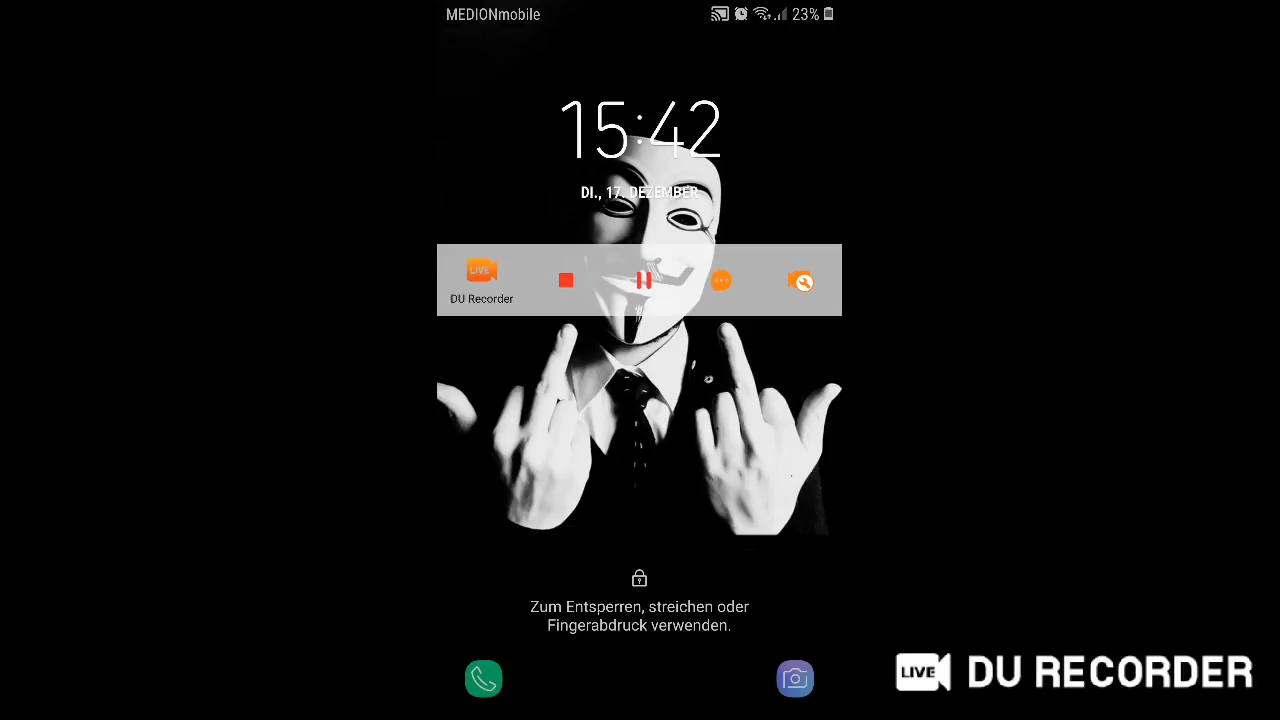 MEDIONmobile
23%
15:42
DI., 17. DEZEMBER
LIVE
DU Recorder
Zum Entsperren, streichen oder
Fingerabdruck verwenden.
LIVE DU RECORDER